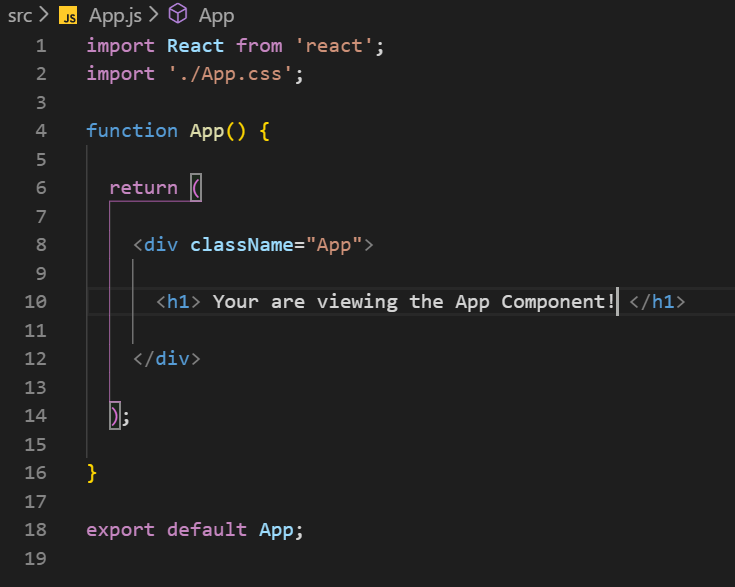 src > JS App.js > App
1 import React from 'react';
2 import './App.css';
3
4 function App() {
5
6 return (
7
8 <div className="App">
9
10 <h1> Your are viewing the App Component! </h1>
11
12 </div>
13
14 );
15
16 }
17
18 export default App;
19